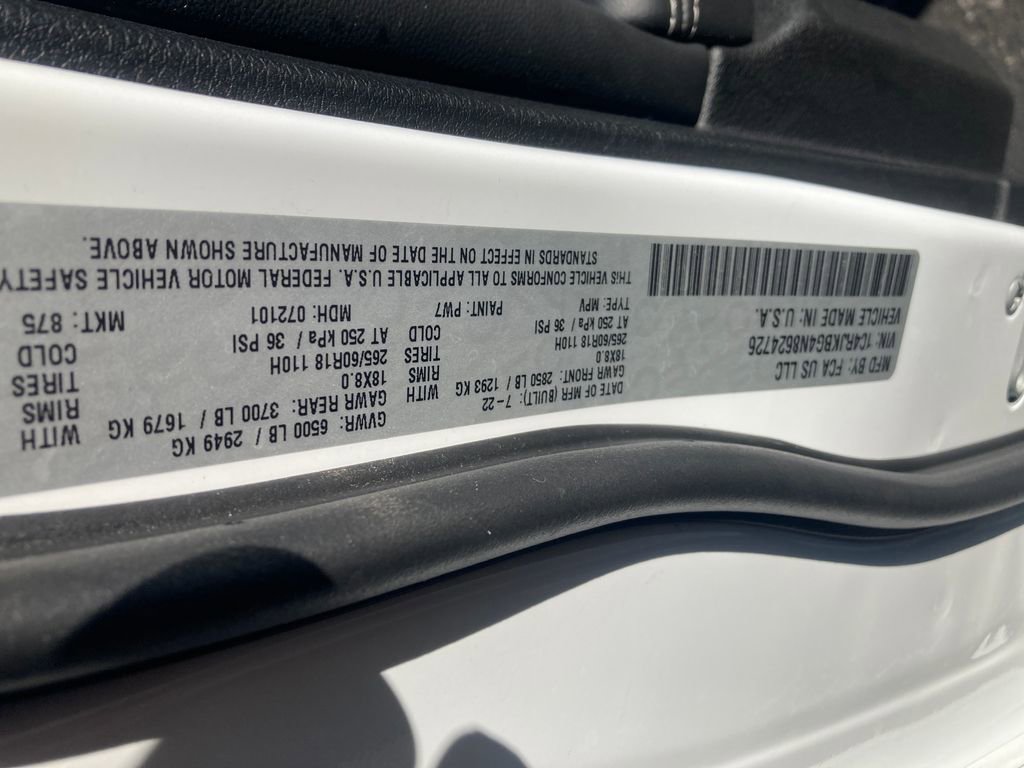 MFD BY: FCA US LLC
DATE OF MFR (BUILT): 7-22
GVWR: 6500 LB / 2949 KG
GAWR FRONT: 2850 LB / 1293 KG
WITH
18X8.0
RIMS
265/60R18 110H
TIRES
AT 250 kPa / 36 PSI
COLD
GAWR REAR: 3700 LB / 1679 KG
WITH
18X8.0
RIMS
265/60R18 110H
TIRES
AT 250 kPa / 36 PSI
COLD
VIN: 1C4RJKBG4N8624726
TYPE: MPV
PAINT: PW7
MDH: 072101
MKT: 875
VEHICLE MADE IN: U.S.A.
THIS VEHICLE CONFORMS TO ALL APPLICABLE U.S.A. FEDERAL MOTOR VEHICLE SAFETY
STANDARDS IN EFFECT ON THE DATE OF MANUFACTURE SHOWN ABOVE.